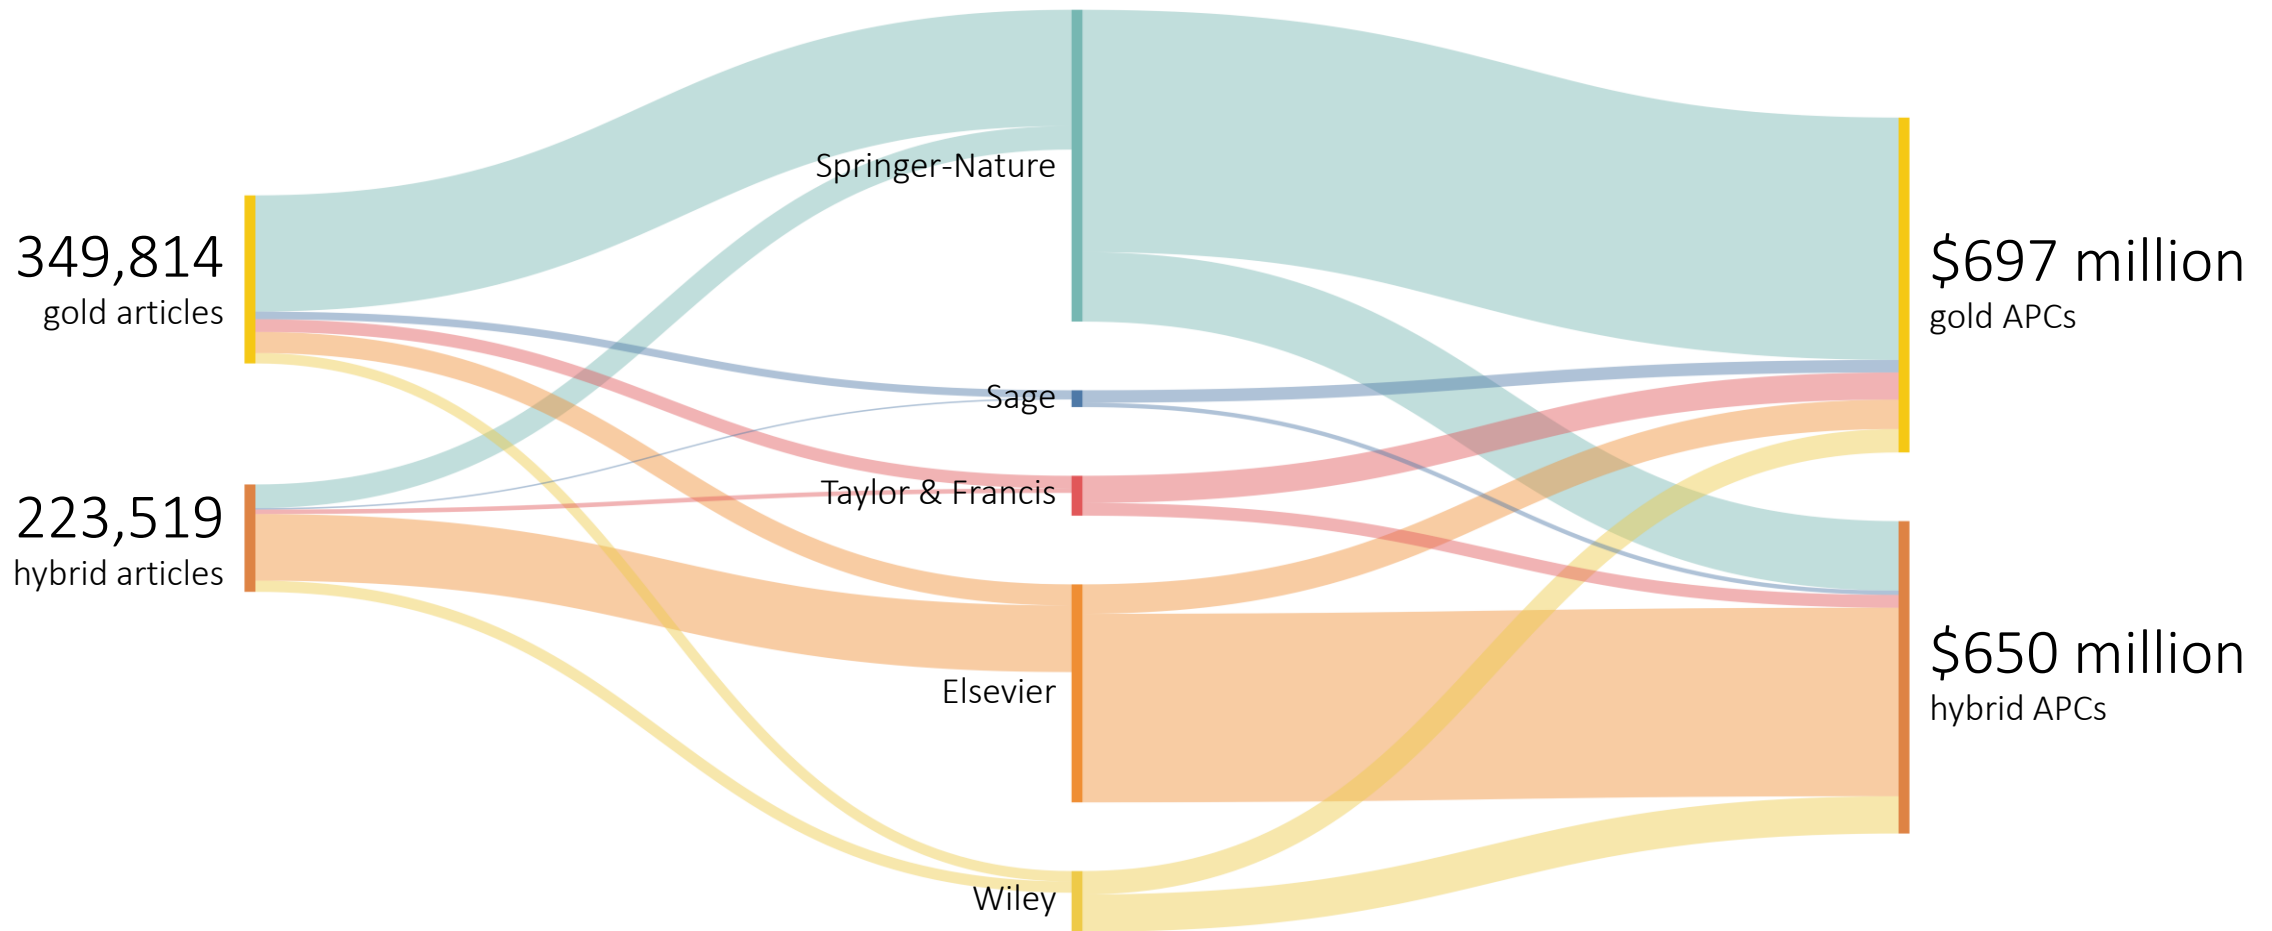 349,814
gold articles
223,519
hybrid articles
Springer-Nature
Sage
Taylor & Francis
Elsevier
Wiley
$697 million
gold APCs
$650 million
hybrid APCs